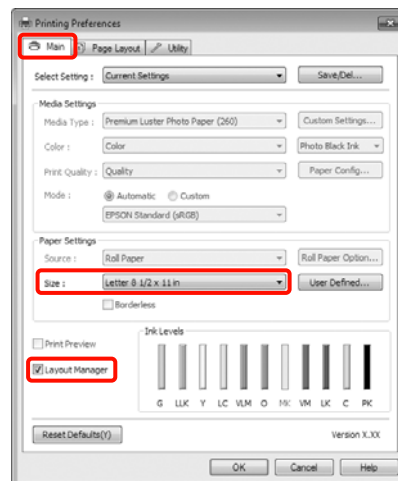 Printing Preferences
Main Page Layout Utility
Select Setting : Current Settings Save/Del...
Media Settings
Media Type : Premium Luster Photo Paper (260) Custom Settings...
Color : Color Photo Black Ink
Print Quality : Quality Paper Config...
Mode : Automatic Custom
EPSON Standard (sRGB)
Paper Settings
Source : Roll Paper Roll Paper Option...
Size : Letter 8 1/2 x 11 in User Defined...
Borderless
Ink Levels
Print Preview
Layout Manager
G LLK Y LC VLM O MK VM LK C PK
Reset Defaults(Y) Version X.XX
OK Cancel Help